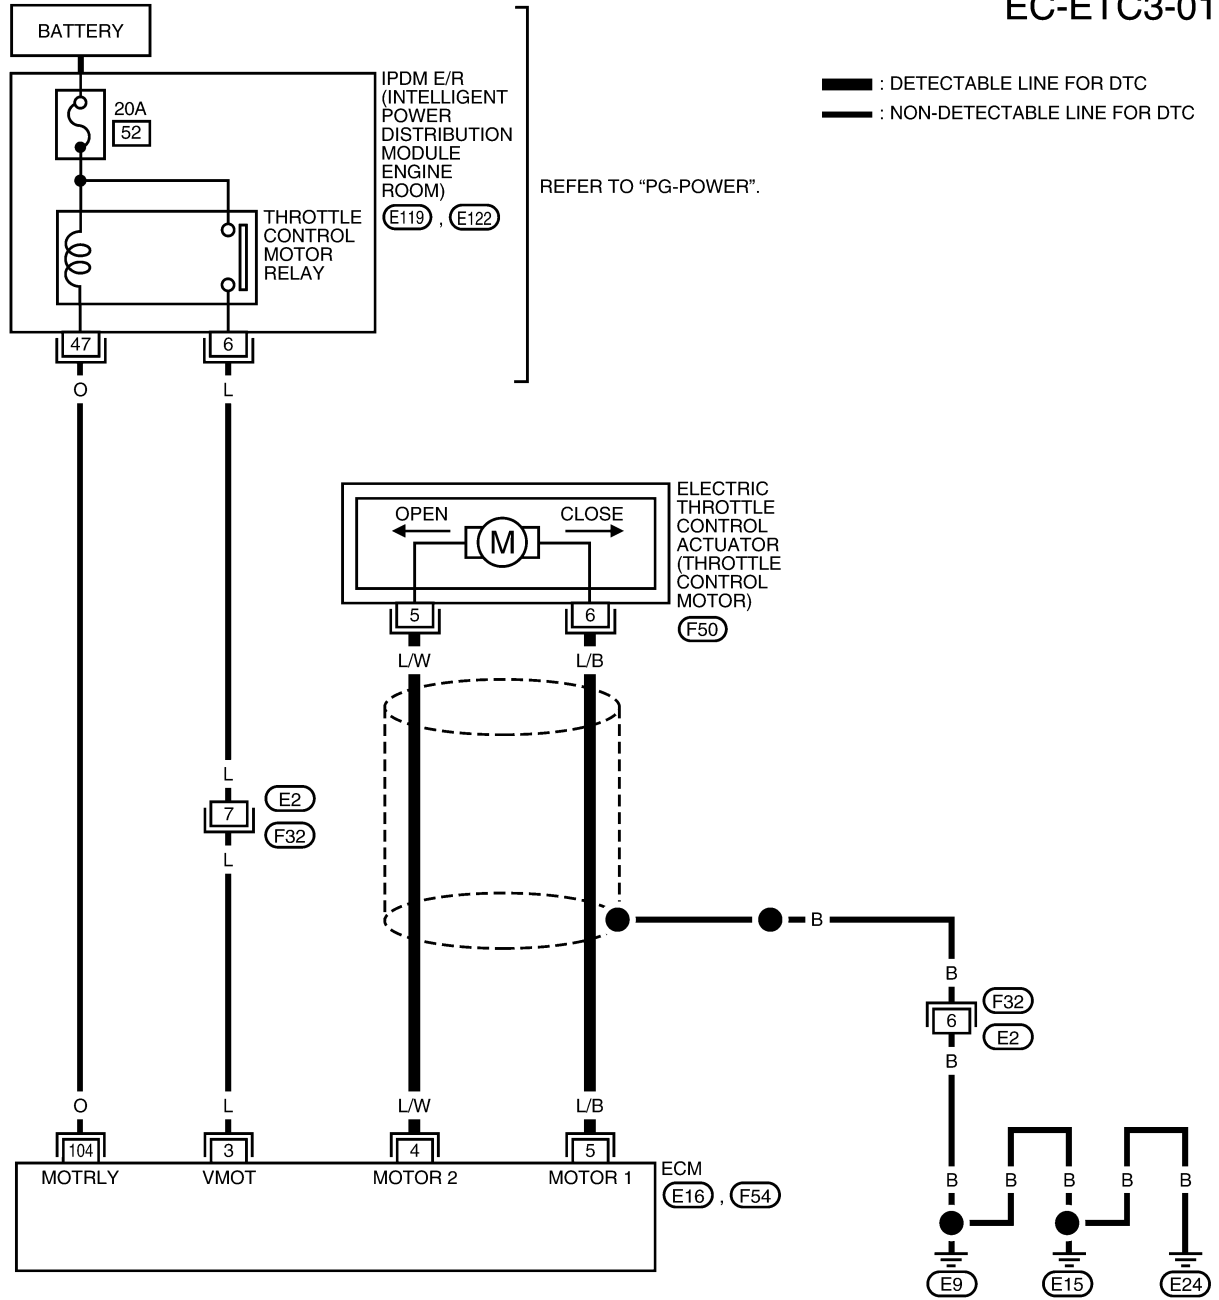 EC-ETC3-01
BATTERY
: DETECTABLE LINE FOR DTC
: NON-DETECTABLE LINE FOR DTC
20A
52
IPDM E/R
(INTELLIGENT
POWER
DISTRIBUTION
MODULE
ENGINE
ROOM)
E119 , E122
REFER TO “PG-POWER”.
THROTTLE
CONTROL
MOTOR
RELAY
47
6
O
L
OPEN
CLOSE
M
ELECTRIC
THROTTLE
CONTROL
ACTUATOR
(THROTTLE
CONTROL
MOTOR)
F50
5
6
L/W
L/B
L
7
E2
F32
L
B
B
6
F32
E2
B
O
L
L/W
L/B
104
3
4
5
MOTRLY
VMOT
MOTOR 2
MOTOR 1
ECM
E16 , F54
B
B
B
B
B
E9
E15
E24